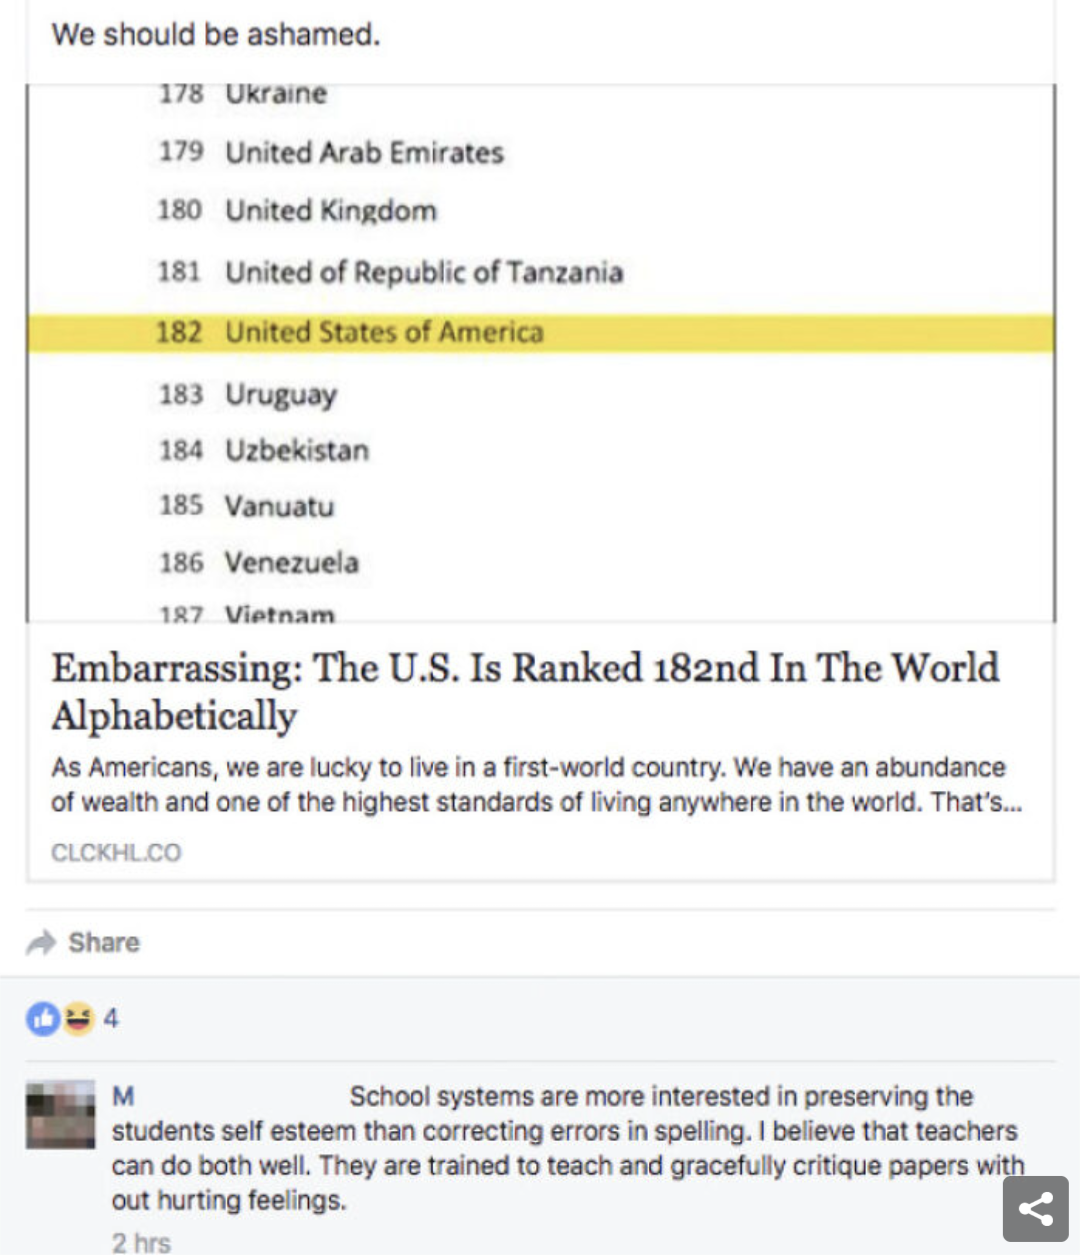 We should be ashamed.
178 Ukraine
179 United Arab Emirates
180 United Kingdom
181 United of Republic of Tanzania
182 United States of America
183 Uruguay
184 Uzbekistan
185 Vanuatu
186 Venezuela
187 Vietnam
Embarrassing: The U.S. Is Ranked 182nd In The World
Alphabetically
As Americans, we are lucky to live in a first-world country. We have an abundance
of wealth and one of the highest standards of living anywhere in the world. That's...
CLCKHL.CO
Share
4
M School systems are more interested in preserving the
students self esteem than correcting errors in spelling. I believe that teachers
can do both well. They are trained to teach and gracefully critique papers with
out hurting feelings.
2 hrs